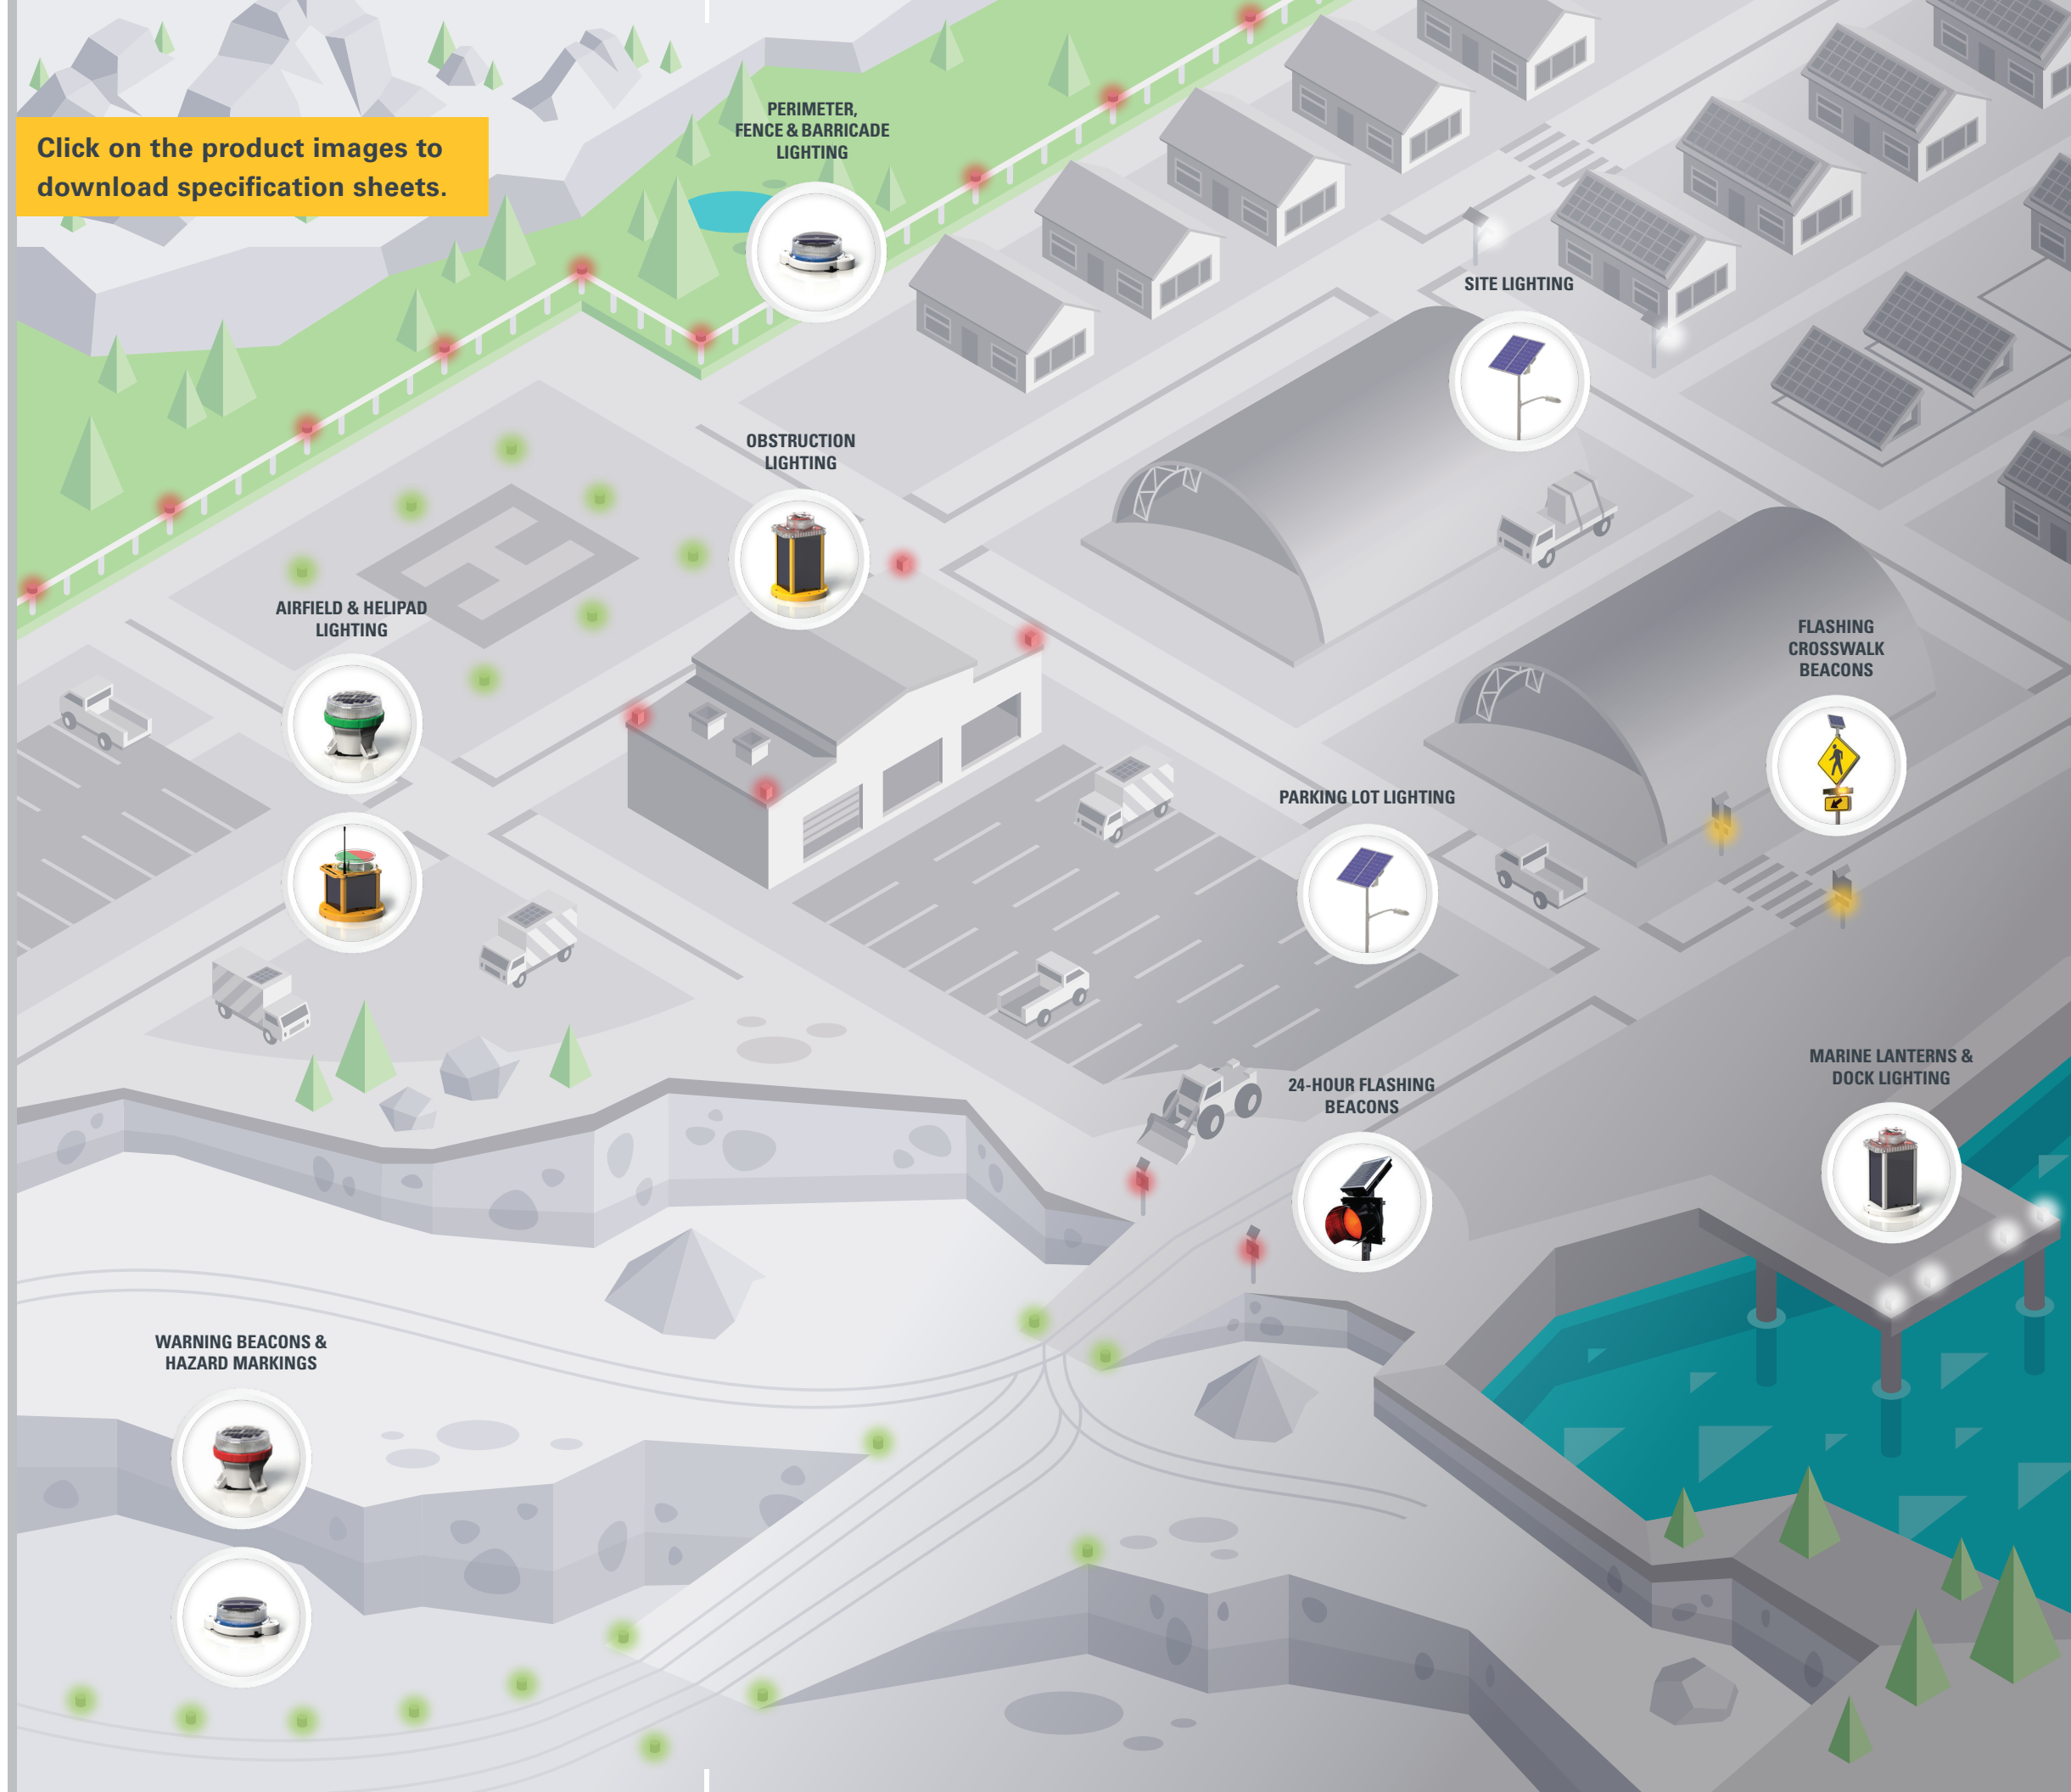 Click on the product images to
download specification sheets.
PERIMETER,
FENCE & BARRICADE
LIGHTING
SITE LIGHTING
OBSTRUCTION
LIGHTING
AIRFIELD & HELIPAD
LIGHTING
FLASHING
CROSSWALK
BEACONS
PARKING LOT LIGHTING
MARINE LANTERNS &
DOCK LIGHTING
24-HOUR FLASHING
BEACONS
WARNING BEACONS &
HAZARD MARKINGS